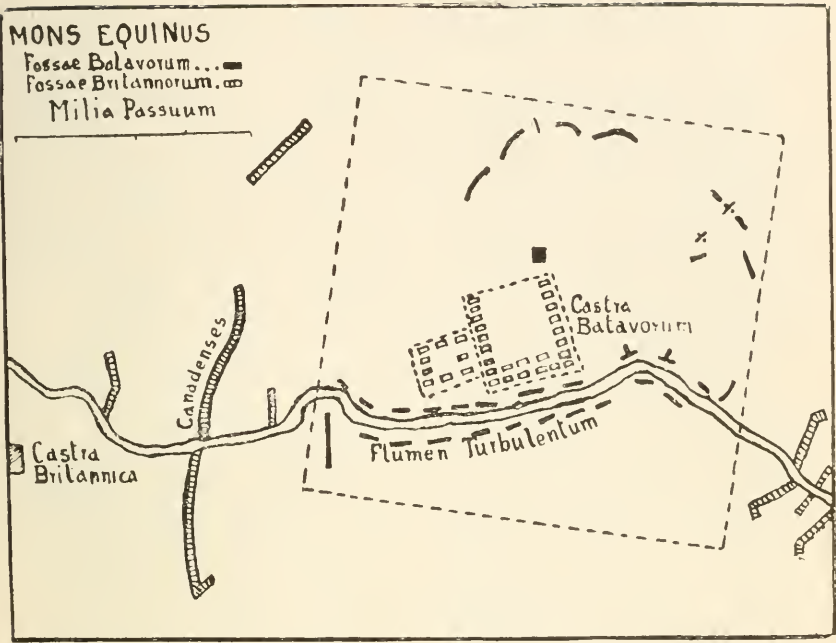 MONS EQUINUS
Fossae Batavorum...
Fossae Britannorum.
Milia Passuum
Canadenses
Castra
Batavorum
Castra
Britannica
Flumen Turbulentum